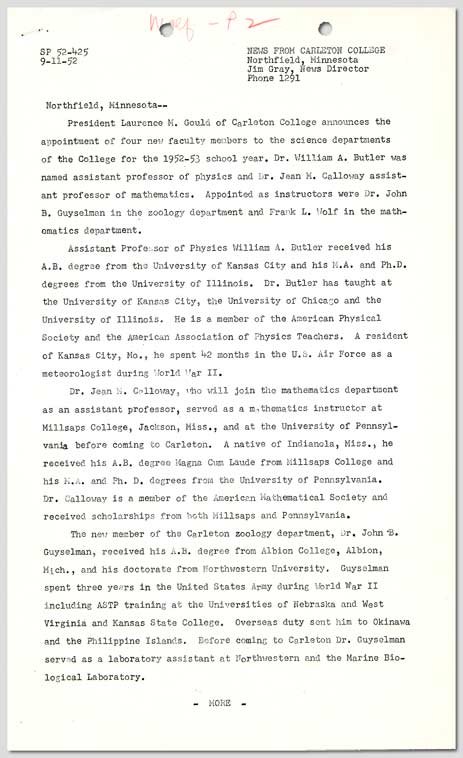 - P2
SP 52-425
9-11-52
NEWS FROM CARLETON COLLEGE
Northfield, Minnesota
Jim Gray, News Director
Phone 1291
Northfield, Minnesota--
President Laurence M. Gould of Carleton College announces the
appointment of four new faculty members to the science departments
of the College for the 1952-53 school year. Dr. William A. Butler was
named assistant professor of physics and Dr. Jean M. Calloway assist-
ant professor of mathematics. Appointed as instructors were Dr. John
B. Guyselman in the zoology department and Frank L. Wolf in the math-
ematics department.
Assistant Professor of Physics William A. Butler received his
A.B. degree from the University of Kansas City and his M.A. and Ph.D.
degrees from the University of Illinois. Dr. Butler has taught at
the University of Kansas City, the University of Chicago and the
University of Illinois. He is a member of the American Physical
Society and the American Association of Physics Teachers. A resident
of Kansas City, Mo., he spent 42 months in the U.S. Air Force as a
meteorologist during World War II.
Dr. Jean M. Calloway, who will join the mathematics department
as an assistant professor, served as a mathematics instructor at
Millsaps College, Jackson, Miss., and at the University of Pennsyl-
vania before coming to Carleton. A native of Indianola, Miss., he
received his A.B. degree Magna Cum Laude from Millsaps College and
his M.A. and Ph. D. degrees from the University of Pennsylvania.
Dr. Calloway is a member of the American Mathematical Society and
received scholarships from both Millsaps and Pennsylvania.
The new member of the Carleton zoology department, Dr. John B.
Guyselman, received his A.B. degree from Albion College, Albion,
Mich., and his doctorate from Northwestern University. Guyselman
spent three years in the United States Army during World War II
including ASTP training at the Universities of Nebraska and West
Virginia and Kansas State College. Overseas duty sent him to Okinawa
and the Philippine Islands. Before coming to Carleton Dr. Guyselman
served as a laboratory assistant at Northwestern and the Marine Bio-
logical Laboratory.
- MORE -